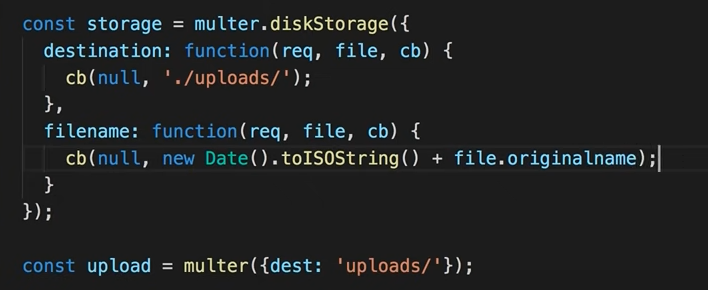 const storage = multer.diskStorage({
  destination: function(req, file, cb) {
    cb(null, './uploads/');
  },
  filename: function(req, file, cb) {
    cb(null, new Date().toISOString() + file.originalname);
  }
});

const upload = multer({dest: 'uploads/'});